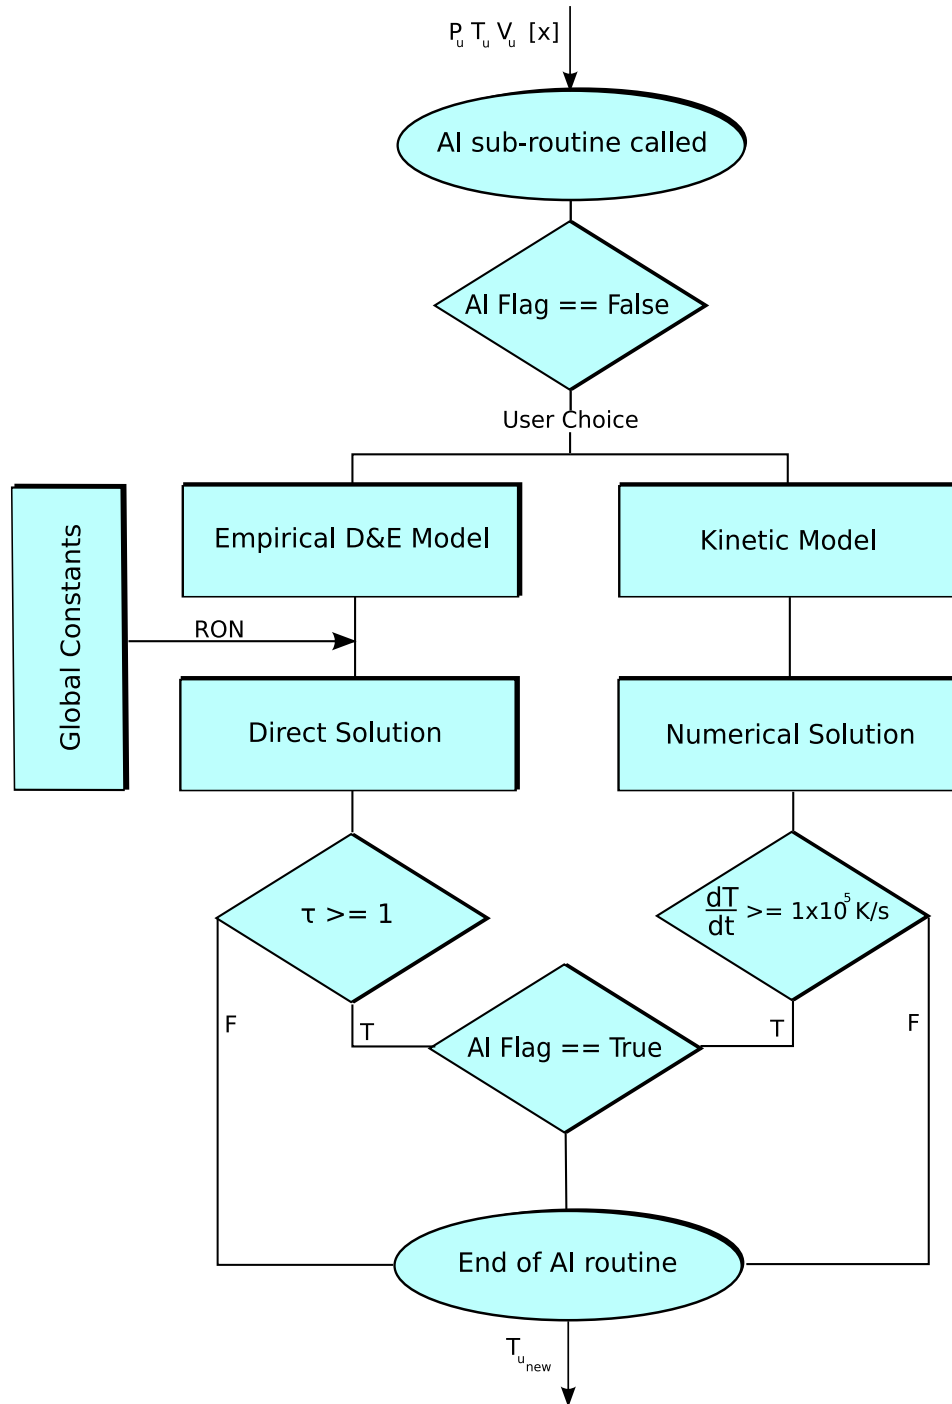 Pu Tu Vu [x]
AI sub-routine called
AI Flag == False
User Choice
Empirical D&E Model
Kinetic Model
Global Constants
RON
Direct Solution
Numerical Solution
τ >= 1
dT/dt >= 1x10⁵ K/s
F
T
AI Flag == True
T
F
End of AI routine
Tu new